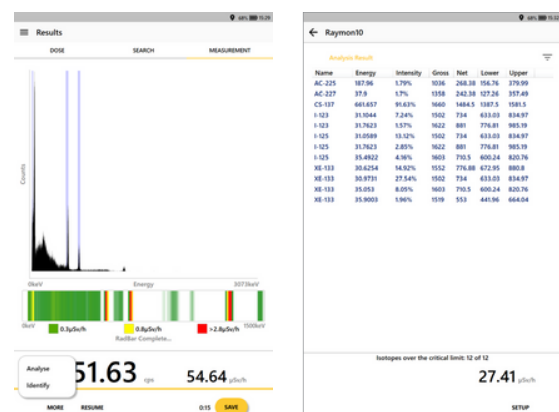 68% 15:29
Results
DOSE SEARCH MEASUREMENT
Counts
0keV Energy 3073keV
0keV 1500keV
0.3µSv/h 0.8µSv/h >2.8µSv/h
RadBar Complete...
Analyse
Identify
51.63 cps 54.64 µSv/h
MORE RESUME 0:15 SAVE
68% 15:32
Raymon10
Analysis Result
Name Energy Intensity Gross Net Lower Upper
AC-225 187.96 1.79% 1036 268.38 156.76 379.99
AC-227 37.9 1.7% 1358 242.38 127.26 357.49
CS-137 661.657 91.63% 1660 1484.5 1387.5 1581.5
I-123 31.1044 7.24% 1502 734 633.03 834.97
I-123 31.7623 1.57% 1622 881 776.81 985.19
I-125 31.0589 13.12% 1502 734 633.03 834.97
I-125 31.7623 2.85% 1622 881 776.81 985.19
I-125 35.4922 4.16% 1603 710.5 600.24 820.76
XE-133 30.6254 14.92% 1552 776.88 672.95 880.8
XE-133 30.9731 27.54% 1502 734 633.03 834.97
XE-133 35.053 8.05% 1603 710.5 600.24 820.76
XE-133 35.9003 1.96% 1519 553 441.96 664.04
Isotopes over the critical limit: 12 of 12
27.41 µSv/h
SETUP